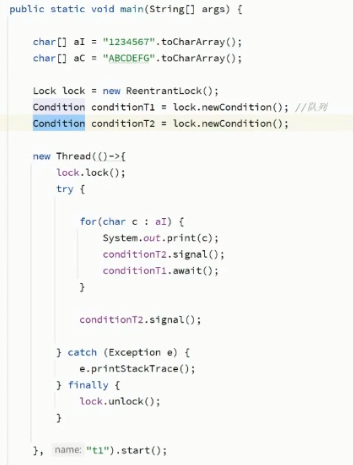 public static void main(String[] args) {
char[] aI = "1234567".toCharArray();
char[] aC = "ABCDEFG".toCharArray();
Lock lock = new ReentrantLock();
Condition conditionT1 = lock.newCondition(); //队列
Condition conditionT2 = lock.newCondition();
new Thread(()->{
lock.lock();
try {
for(char c : aI) {
System.out.print(c);
conditionT2.signal();
conditionT1.await();
}
conditionT2.signal();
} catch (Exception e) {
e.printStackTrace();
} finally {
lock.unlock();
}
}, name: "t1").start();